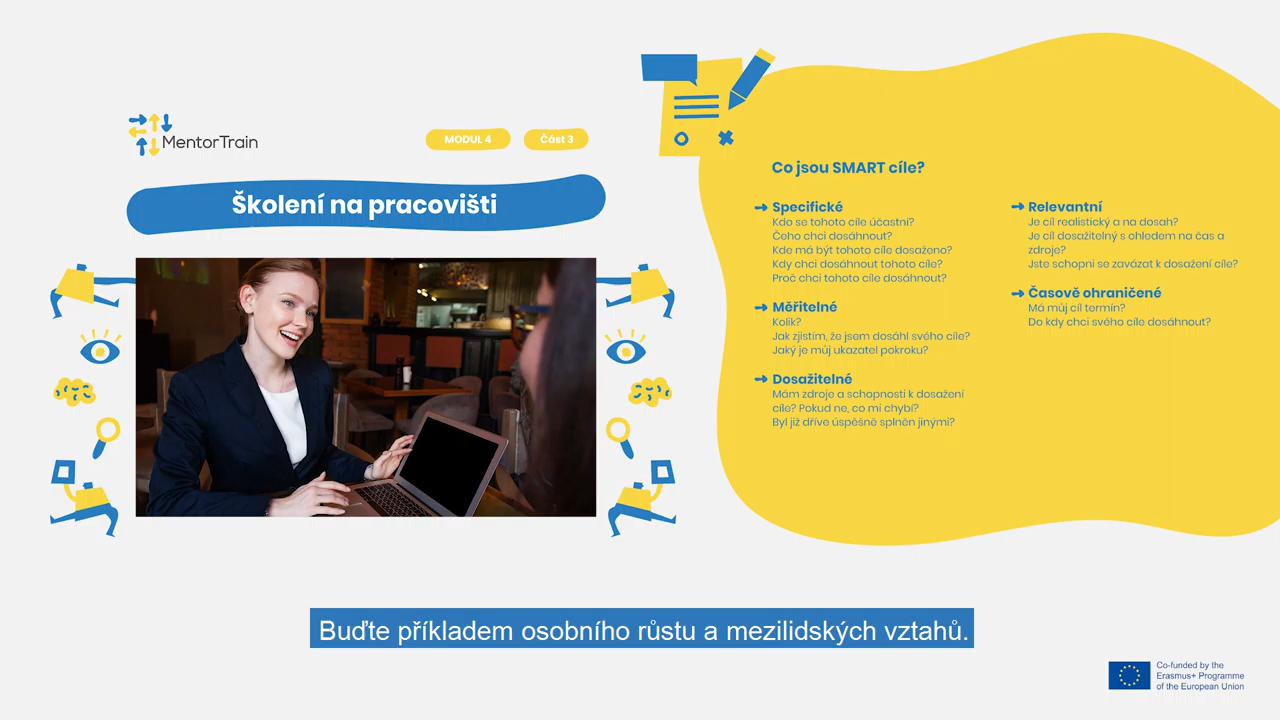 MentorTrain
MODUL 4
Část 3
Školení na pracovišti
Co jsou SMART cíle?
Specifické
Kdo se tohoto cíle účastní?
Čeho chci dosáhnout?
Kde má být tohoto cíle dosaženo?
Kdy chci dosáhnout tohoto cíle?
Proč chci tohoto cíle dosáhnout?
Měřitelné
Kolik?
Jak zjistím, že jsem dosáhl svého cíle?
Jaký je můj ukazatel pokroku?
Dosažitelné
Mám zdroje a schopnosti k dosažení
cíle? Pokud ne, co mi chybí?
Byl již dříve úspěšně splněn jinými?
Relevantní
Je cíl realistický a na dosah?
Je cíl dosažitelný s ohledem na čas a
zdroje?
Jste schopni se zavázat k dosažení cíle?
Časově ohraničené
Má můj cíl termín?
Do kdy chci svého cíle dosáhnout?
Buďte příkladem osobního růstu a mezilidských vztahů.
Co-funded by the
Erasmus+ Programme
of the European Union